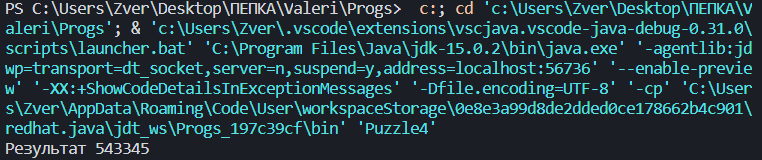 PS C:\Users\Zver\Desktop\ПЕПКА\Valeri\Progs>  c:; cd 'c:\Users\Zver\Desktop\ПЕПКА\V
aleri\Progs'; & 'c:\Users\Zver\.vscode\extensions\vscjava.vscode-java-debug-0.31.0\
scripts\launcher.bat' 'C:\Program Files\Java\jdk-15.0.2\bin\java.exe' '-agentlib:jd
wp=transport=dt_socket,server=n,suspend=y,address=localhost:56736' '--enable-previe
w' '-XX:+ShowCodeDetailsInExceptionMessages' '-Dfile.encoding=UTF-8' '-cp' 'C:\User
s\Zver\AppData\Roaming\Code\User\workspaceStorage\0e8e3a99d8de2dded0ce178662b4c901\
redhat.java\jdt_ws\Progs_197c39cf\bin' 'Puzzle4'
Результат 543345